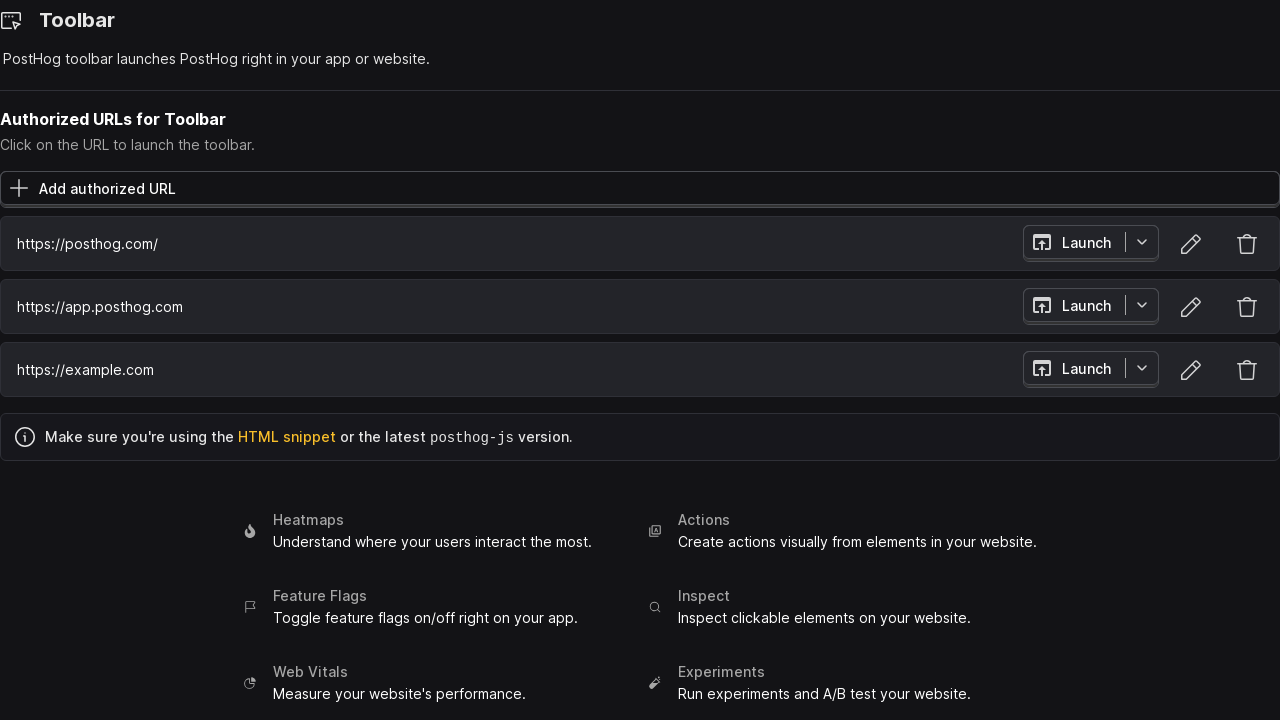 Toolbar
PostHog toolbar launches PostHog right in your app or website.
Authorized URLs for Toolbar
Click on the URL to launch the toolbar.
Add authorized URL
https://posthog.com/
Launch
https://app.posthog.com
Launch
https://example.com
Launch
Make sure you're using the HTML snippet or the latest posthog-js version.
Heatmaps
Understand where your users interact the most.
Actions
Create actions visually from elements in your website.
Feature Flags
Toggle feature flags on/off right on your app.
Inspect
Inspect clickable elements on your website.
Web Vitals
Measure your website's performance.
Experiments
Run experiments and A/B test your website.